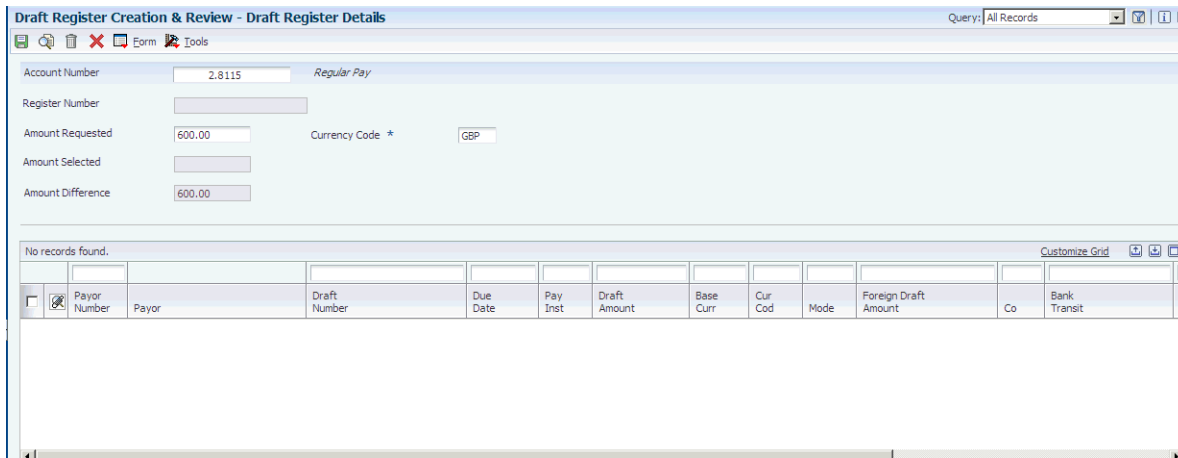 Draft Register Creation & Review - Draft Register Details Query: All Records
Form Tools
Account Number 2.8115 Regular Pay
Register Number
Amount Requested 600.00 Currency Code * GBP
Amount Selected
Amount Difference 600.00
No records found. Customize Grid
Payor Number Payor Draft Number Due Date Pay Inst Draft Amount Base Curr Cur Cod Mode Foreign Draft Amount Co Bank Transit